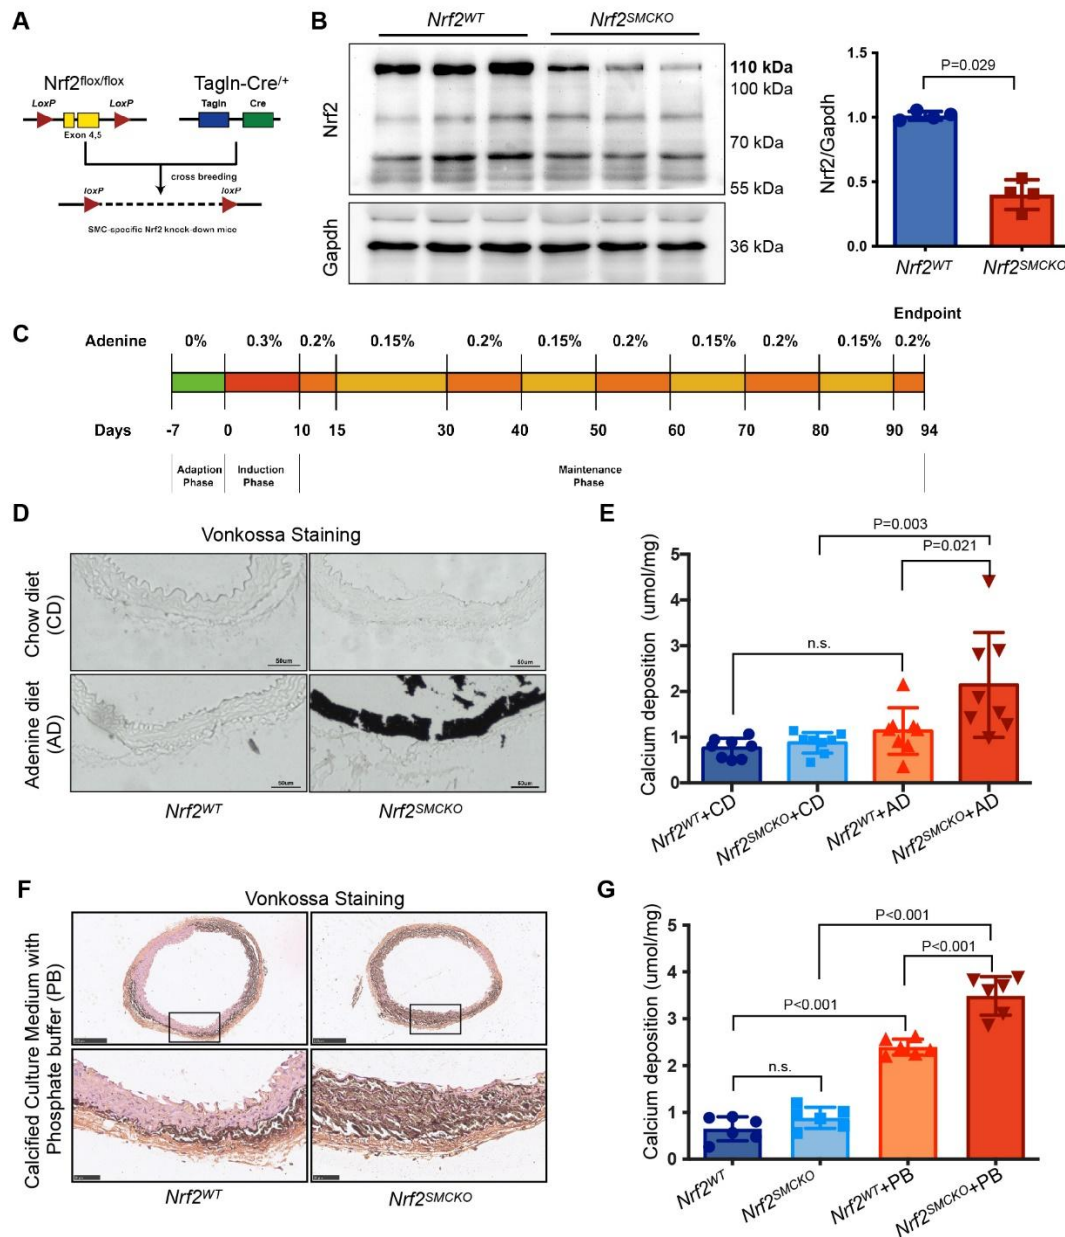 A
Nrf2flox/flox
TagIn-Cre/+
LoxP
LoxP
TagIn
Cre
Exon 4,5
cross breeding
loxP
loxP
SMC-specific Nrf2 knock-down mice
B
Nrf2WT
Nrf2SMCKO
Nrf2
110 kDa
100 kDa
70 kDa
55 kDa
Gapdh
36 kDa
Nrf2/Gapdh
1.5
1.0
0.5
0.0
P=0.029
Nrf2WT
Nrf2SMCKO
C
Endpoint
Adenine 0% 0.3% 0.2% 0.15% 0.2% 0.15% 0.2% 0.15% 0.2% 0.15% 0.2%
Days -7 0 10 15 30 40 50 60 70 80 90 94
Adaption
Phase
Induction
Phase
Maintenance
Phase
D
Vonkossa Staining
Chow diet
(CD)
50um
50um
Adenine diet
(AD)
50um
50um
Nrf2WT
Nrf2SMCKO
E
Calcium deposition (umol/mg)
5
4
3
2
1
0
P=0.003
P=0.021
n.s.
Nrf2WT+CD
Nrf2SMCKO+CD
Nrf2WT+AD
Nrf2SMCKO+AD
F
Vonkossa Staining
Calcified Culture Medium with
Phosphate buffer (PB)
Nrf2WT
Nrf2SMCKO
G
Calcium deposition (umol/mg)
5
4
3
2
1
0
P<0.001
P<0.001
P<0.001
n.s.
Nrf2WT
Nrf2SMCKO
Nrf2WT+PB
Nrf2SMCKO+PB